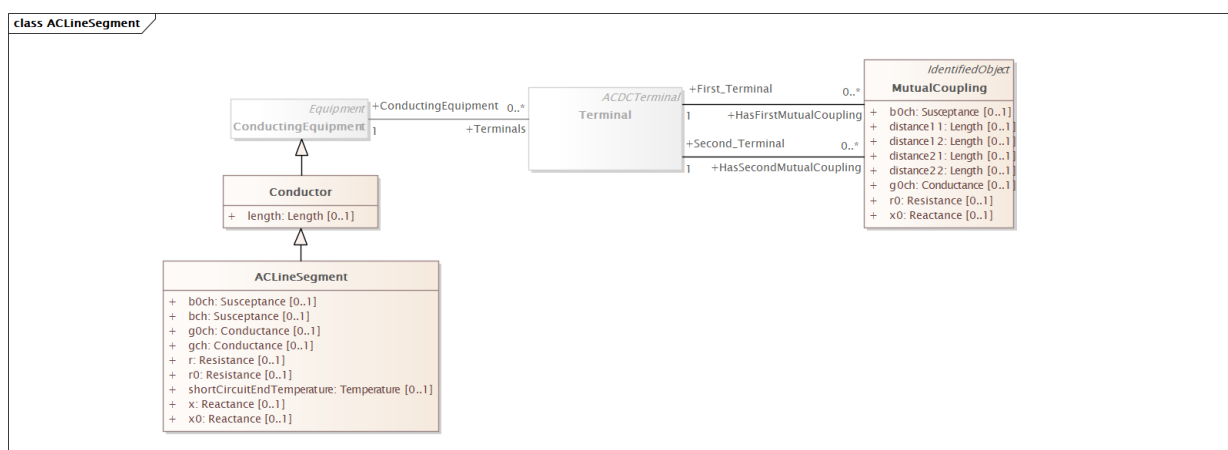 class ACLineSegment
Equipment
ConductingEquipment
+ConductingEquipment 0..*
1 +Terminals
ACDCTerminal
Terminal
+First_Terminal 0..*
1 +HasFirstMutualCoupling
+Second_Terminal 0..*
1 +HasSecondMutualCoupling
IdentifiedObject
MutualCoupling
+ b0ch: Susceptance [0..1]
+ distance11: Length [0..1]
+ distance12: Length [0..1]
+ distance21: Length [0..1]
+ distance22: Length [0..1]
+ g0ch: Conductance [0..1]
+ r0: Resistance [0..1]
+ x0: Reactance [0..1]
Conductor
+ length: Length [0..1]
ACLineSegment
+ b0ch: Susceptance [0..1]
+ bch: Susceptance [0..1]
+ g0ch: Conductance [0..1]
+ gch: Conductance [0..1]
+ r: Resistance [0..1]
+ r0: Resistance [0..1]
+ shortCircuitEndTemperature: Temperature [0..1]
+ x: Reactance [0..1]
+ x0: Reactance [0..1]